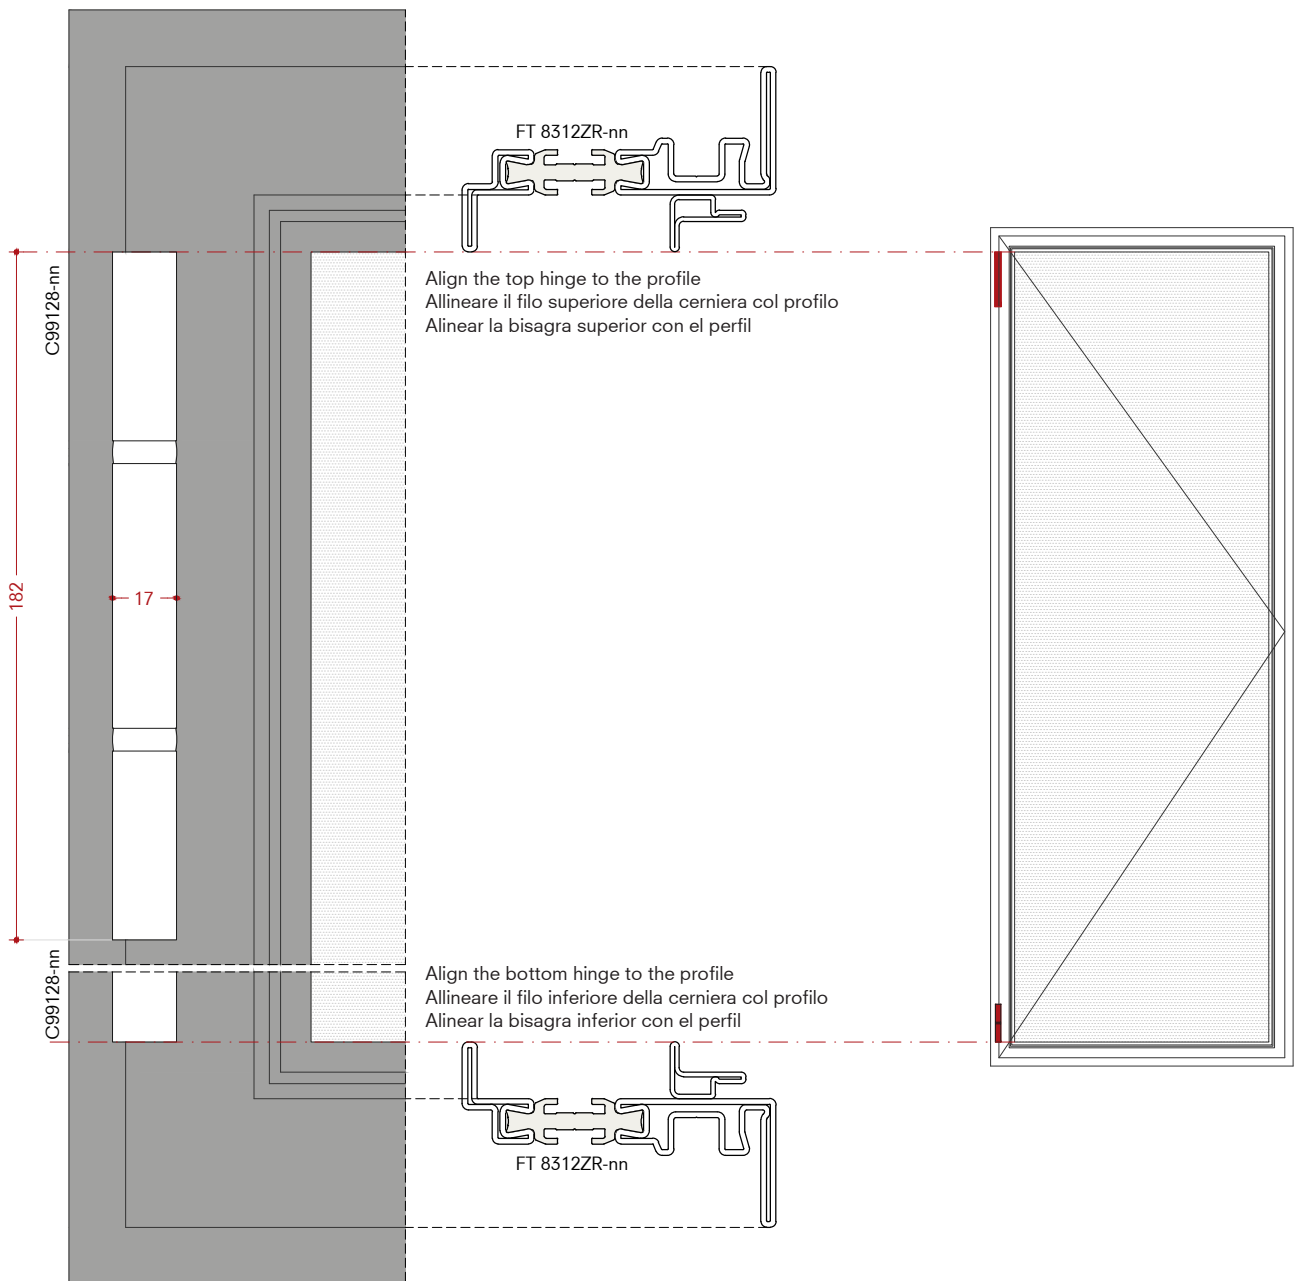 FT 8312ZR-nn
C99128-nn
Align the top hinge to the profile
Allineare il filo superiore della cerniera col profilo
Alinear la bisagra superior con el perfil
182
17
C99128-nn
Align the bottom hinge to the profile
Allineare il filo inferiore della cerniera col profilo
Alinear la bisagra inferior con el perfil
FT 8312ZR-nn